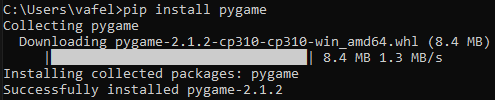 C:\Users\vafel>pip install pygame
Collecting pygame
  Downloading pygame-2.1.2-cp310-cp310-win_amd64.whl (8.4 MB)
     |████████████████████████████████| 8.4 MB 1.3 MB/s
Installing collected packages: pygame
Successfully installed pygame-2.1.2